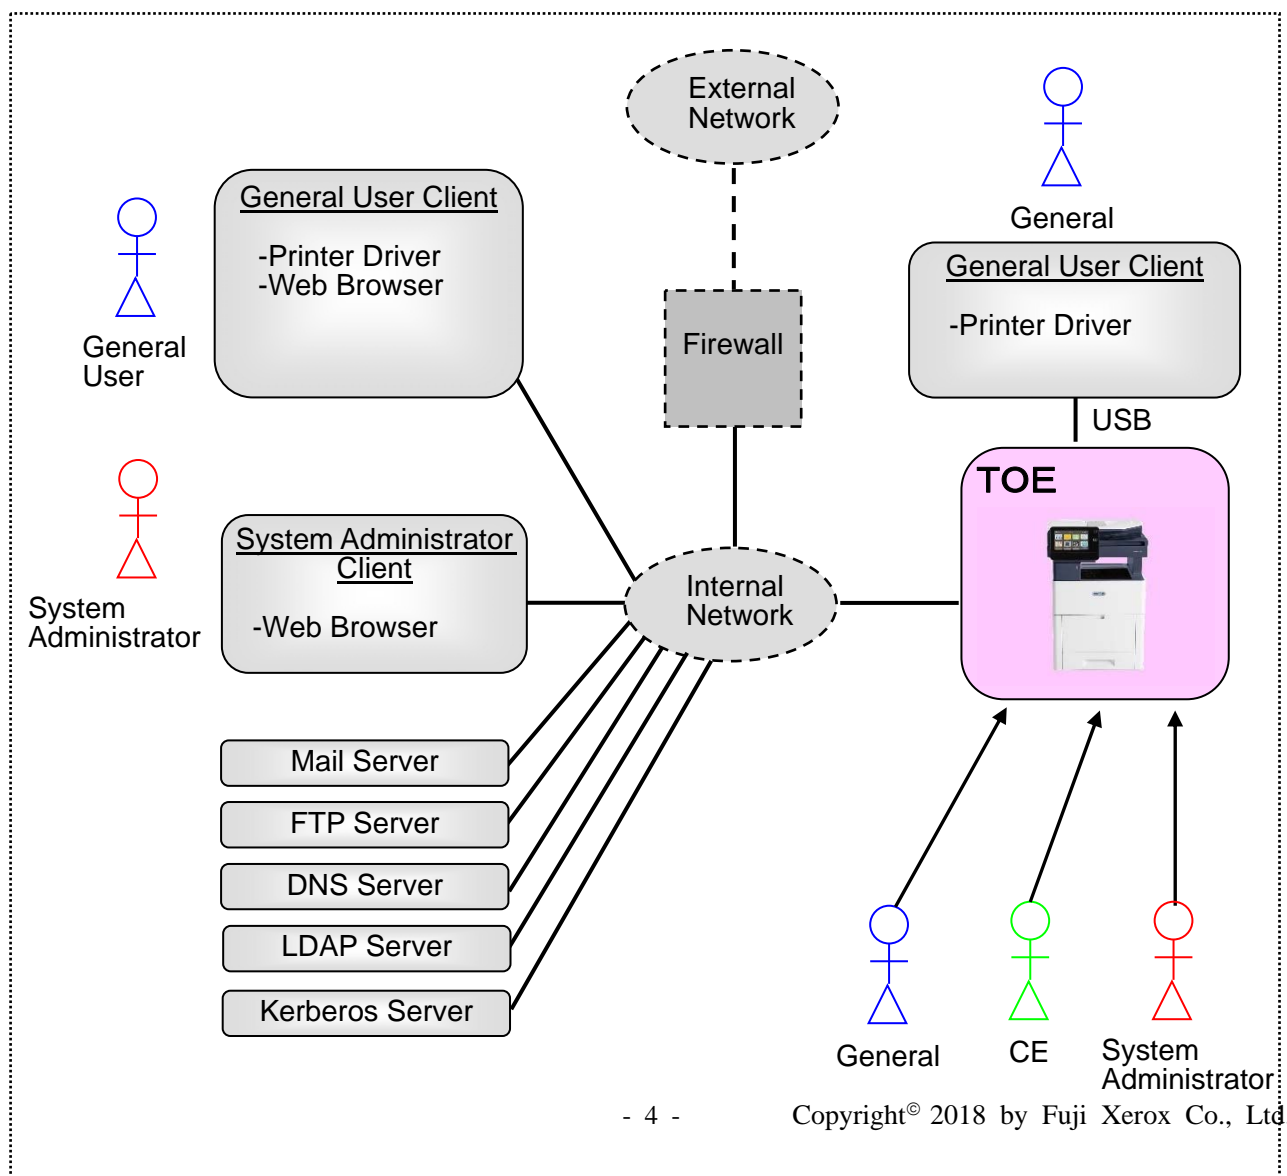 External
Network
General
General User Client
-Printer Driver
-Web Browser
General
User
Firewall
General User Client
-Printer Driver
USB
TOE
System Administrator
Client
-Web Browser
System
Administrator
Internal
Network
Mail Server
FTP Server
DNS Server
LDAP Server
Kerberos Server
General
CE
System
Administrator
- 4 -
Copyright© 2018 by Fuji Xerox Co., Ltd